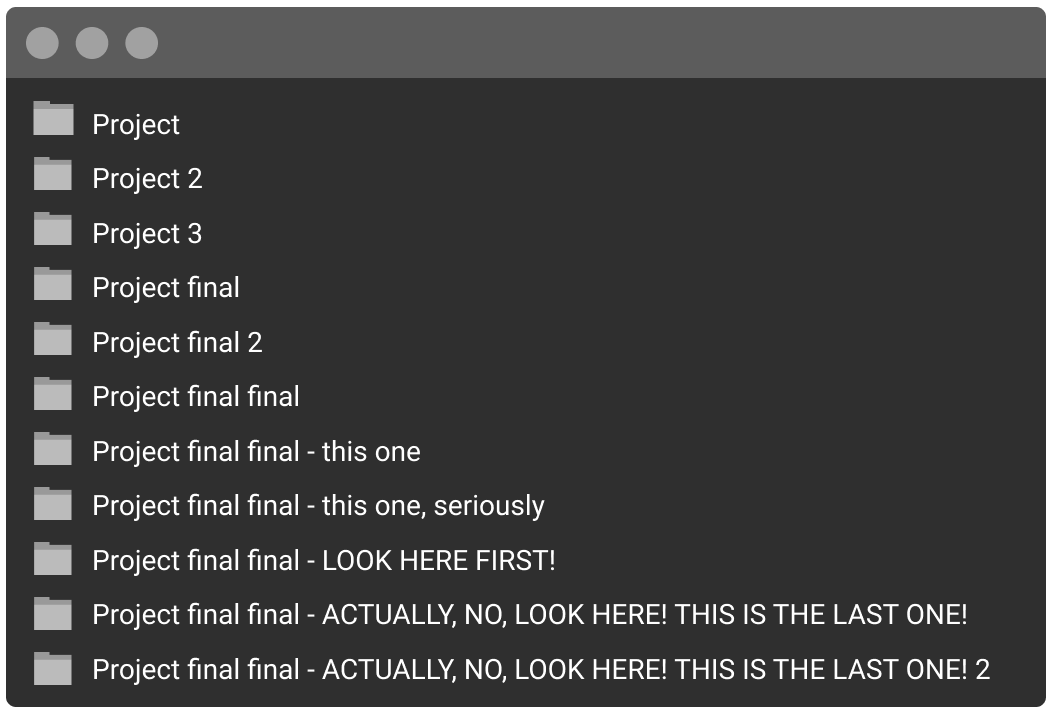 Project
Project 2
Project 3
Project final
Project final 2
Project final final
Project final final - this one
Project final final - this one, seriously
Project final final - LOOK HERE FIRST!
Project final final - ACTUALLY, NO, LOOK HERE! THIS IS THE LAST ONE!
Project final final - ACTUALLY, NO, LOOK HERE! THIS IS THE LAST ONE! 2